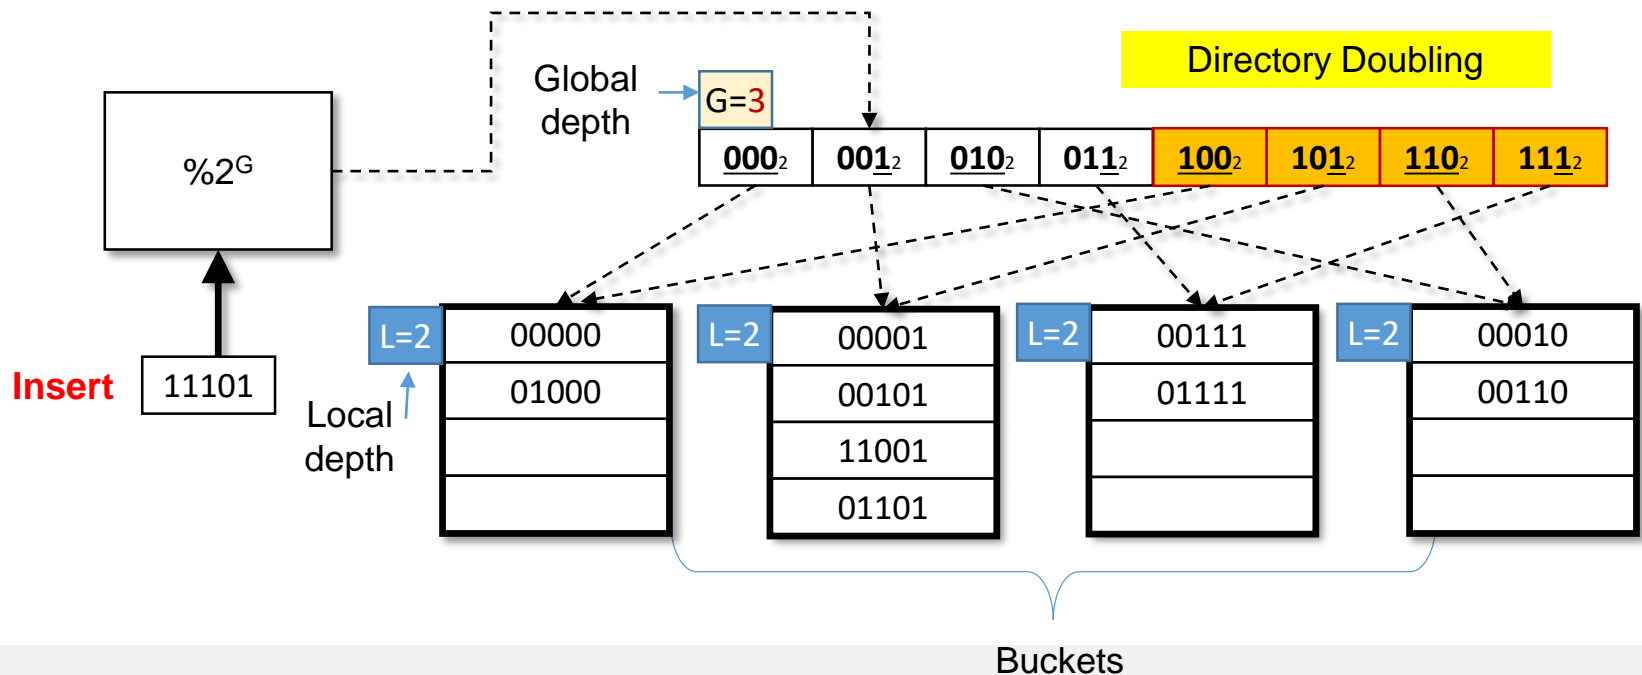 Directory Doubling
Global
depth
G=3
%2^G
000₂ 001₂ 010₂ 011₂ 100₂ 101₂ 110₂ 111₂
Insert
11101
Local
depth
L=2
00000
01000
L=2
00001
00101
11001
01101
L=2
00111
01111
L=2
00010
00110
Buckets